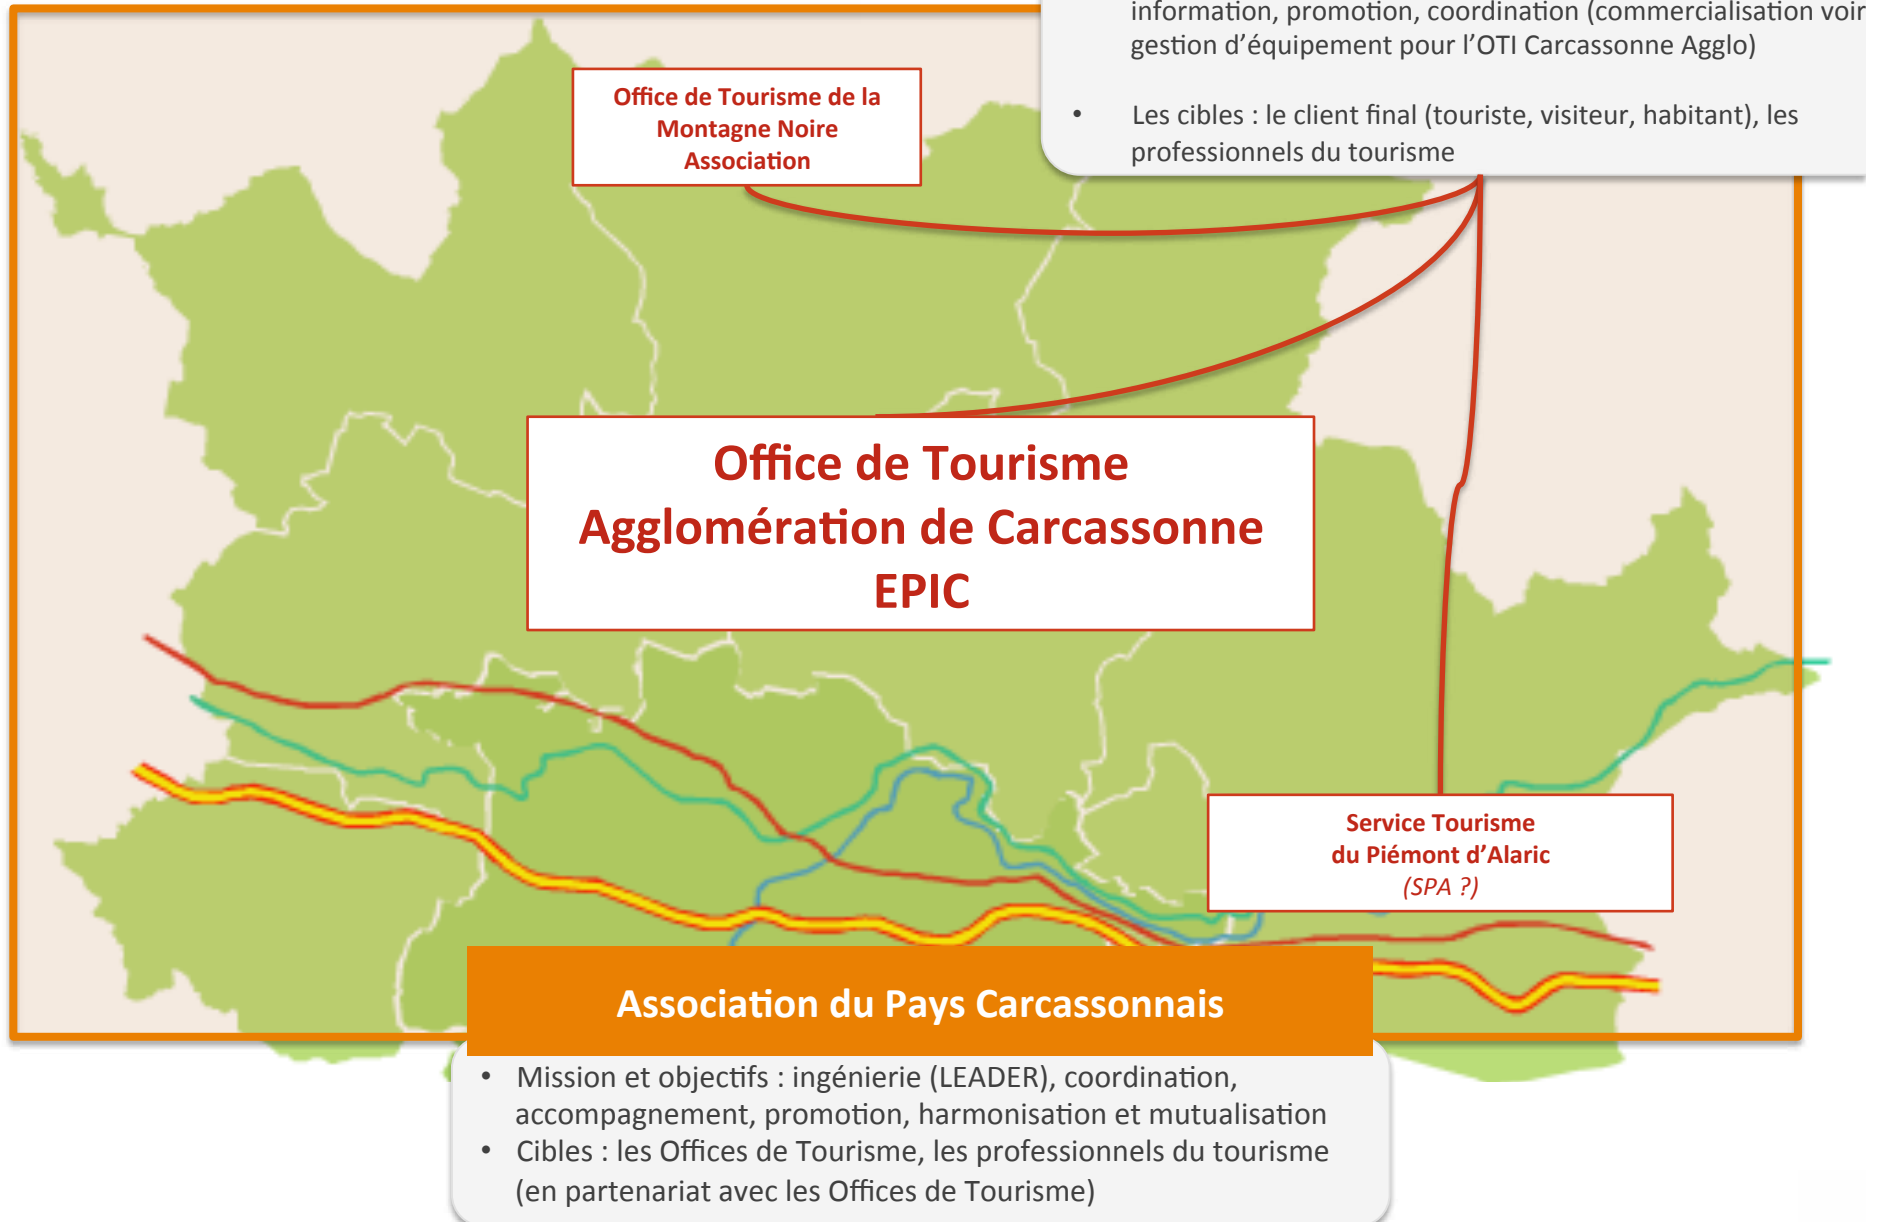 information, promotion, coordination (commercialisation voir
gestion d’équipement pour l’OTI Carcassonne Agglo)
• Les cibles : le client final (touriste, visiteur, habitant), les
professionnels du tourisme
Office de Tourisme de la
Montagne Noire
Association
Office de Tourisme
Agglomération de Carcassonne
EPIC
Service Tourisme
du Piémont d’Alaric
(SPA ?)
Association du Pays Carcassonnais
• Mission et objectifs : ingénierie (LEADER), coordination,
accompagnement, promotion, harmonisation et mutualisation
• Cibles : les Offices de Tourisme, les professionnels du tourisme
(en partenariat avec les Offices de Tourisme)